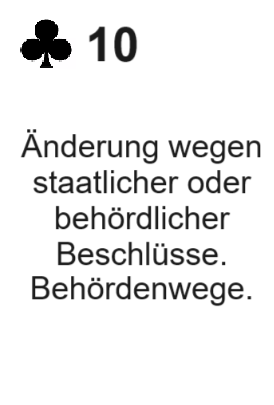 ♣ 10
Änderung wegen
staatlicher oder
behördlicher
Beschlüsse.
Behördenwege.